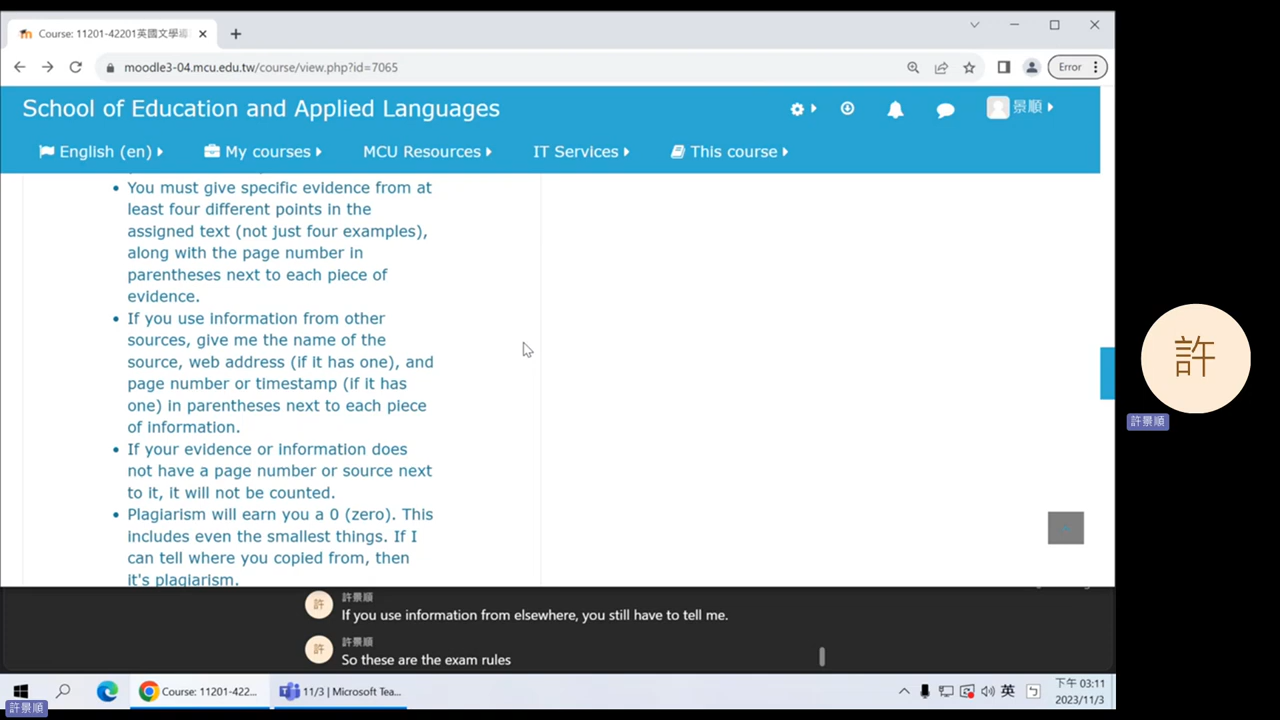 Course: 11201-42201英國文學導
moodle3-04.mcu.edu.tw/course/view.php?id=7065
Error
School of Education and Applied Languages
景順
English (en)
My courses
MCU Resources
IT Services
This course
• You must give specific evidence from at
least four different points in the
assigned text (not just four examples),
along with the page number in
parentheses next to each piece of
evidence.
• If you use information from other
sources, give me the name of the
source, web address (if it has one), and
page number or timestamp (if it has
one) in parentheses next to each piece
of information.
• If your evidence or information does
not have a page number or source next
to it, it will not be counted.
• Plagiarism will earn you a 0 (zero). This
includes even the smallest things. If I
can tell where you copied from, then
it's plagiarism.
許
許景順
許
許景順
If you use information from elsewhere, you still have to tell me.
許
許景順
So these are the exam rules
Course: 11201-422...
11/3 | Microsoft Tea...
英
下午 03:11
2023/11/3
許景順